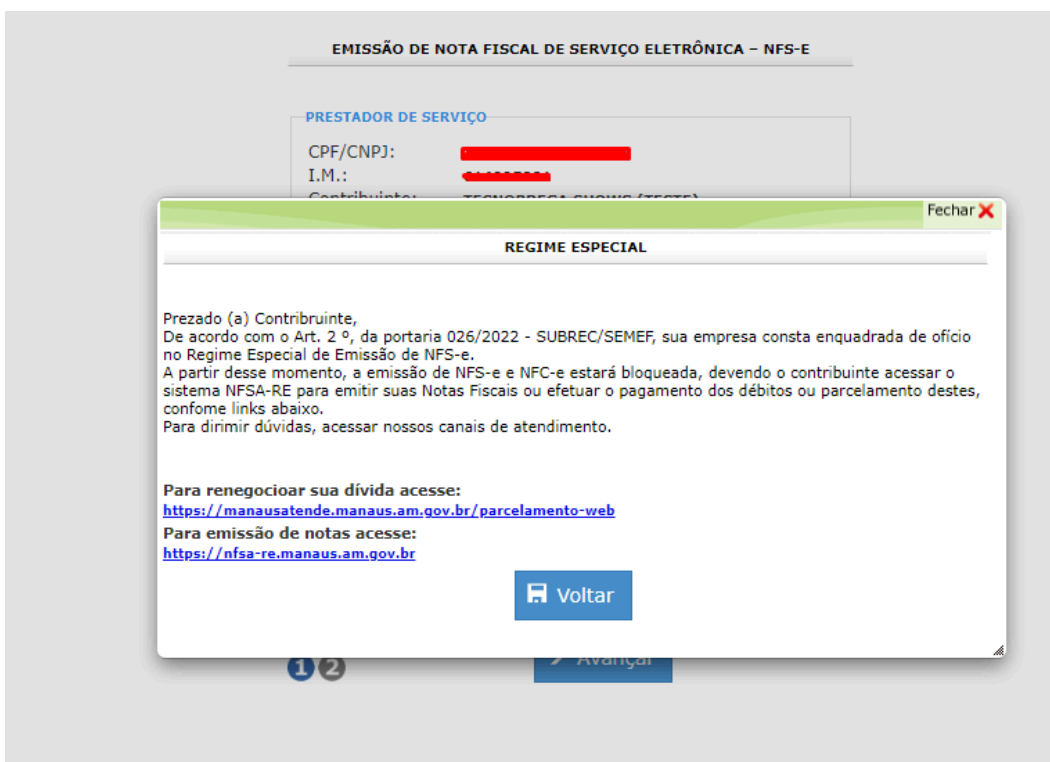 EMISSÃO DE NOTA FISCAL DE SERVIÇO ELETRÔNICA – NFS-E
PRESTADOR DE SERVIÇO
CPF/CNPJ:
I.M.:
Contribuinte: TECNOBREGA SHOWS (TESTE)
Fechar
REGIME ESPECIAL
Prezado (a) Contribruinte,
De acordo com o Art. 2 º, da portaria 026/2022 - SUBREC/SEMEF, sua empresa consta enquadrada de ofício
no Regime Especial de Emissão de NFS-e.
A partir desse momento, a emissão de NFS-e e NFC-e estará bloqueada, devendo o contribuinte acessar o
sistema NFSA-RE para emitir suas Notas Fiscais ou efetuar o pagamento dos débitos ou parcelamento destes,
confome links abaixo.
Para dirimir dúvidas, acessar nossos canais de atendimento.
Para renegocioar sua dívida acesse:
https://manausatende.manaus.am.gov.br/parcelamento-web
Para emissão de notas acesse:
https://nfsa-re.manaus.am.gov.br
Voltar
1 2
Avançar